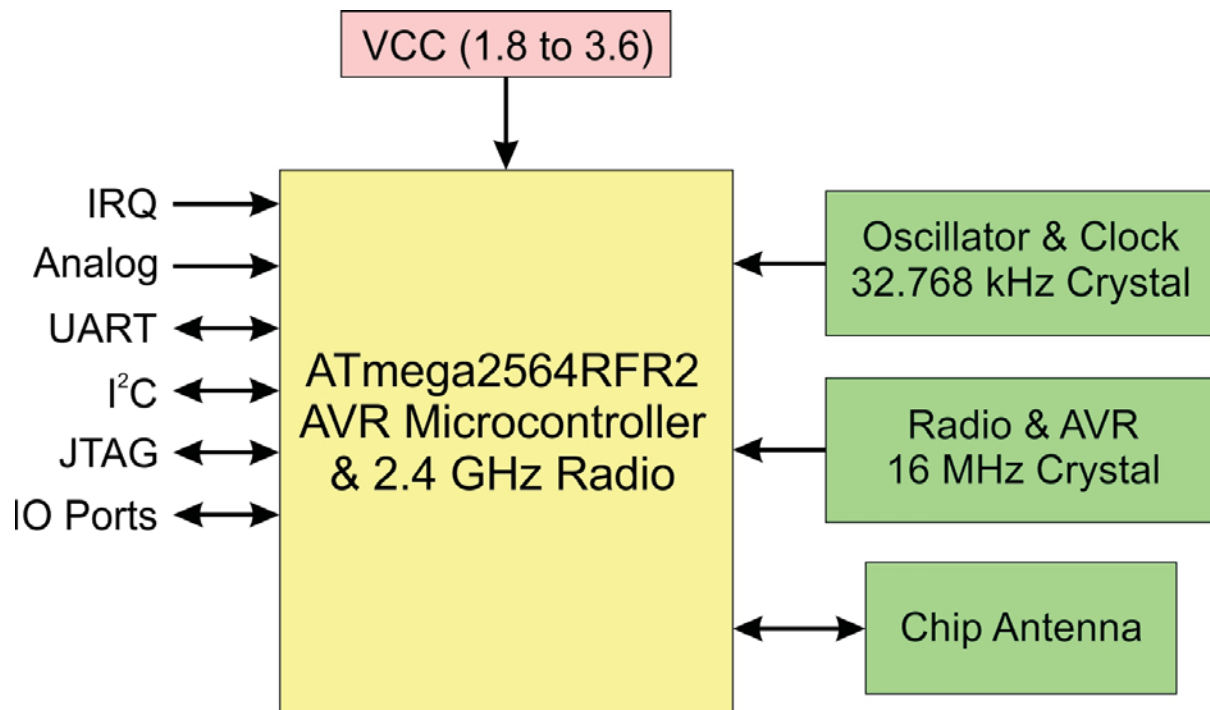 VCC (1.8 to 3.6)
IRQ
Analog
UART
I²C
JTAG
IO Ports
ATmega2564RFR2
AVR Microcontroller
& 2.4 GHz Radio
Oscillator & Clock
32.768 kHz Crystal
Radio & AVR
16 MHz Crystal
Chip Antenna